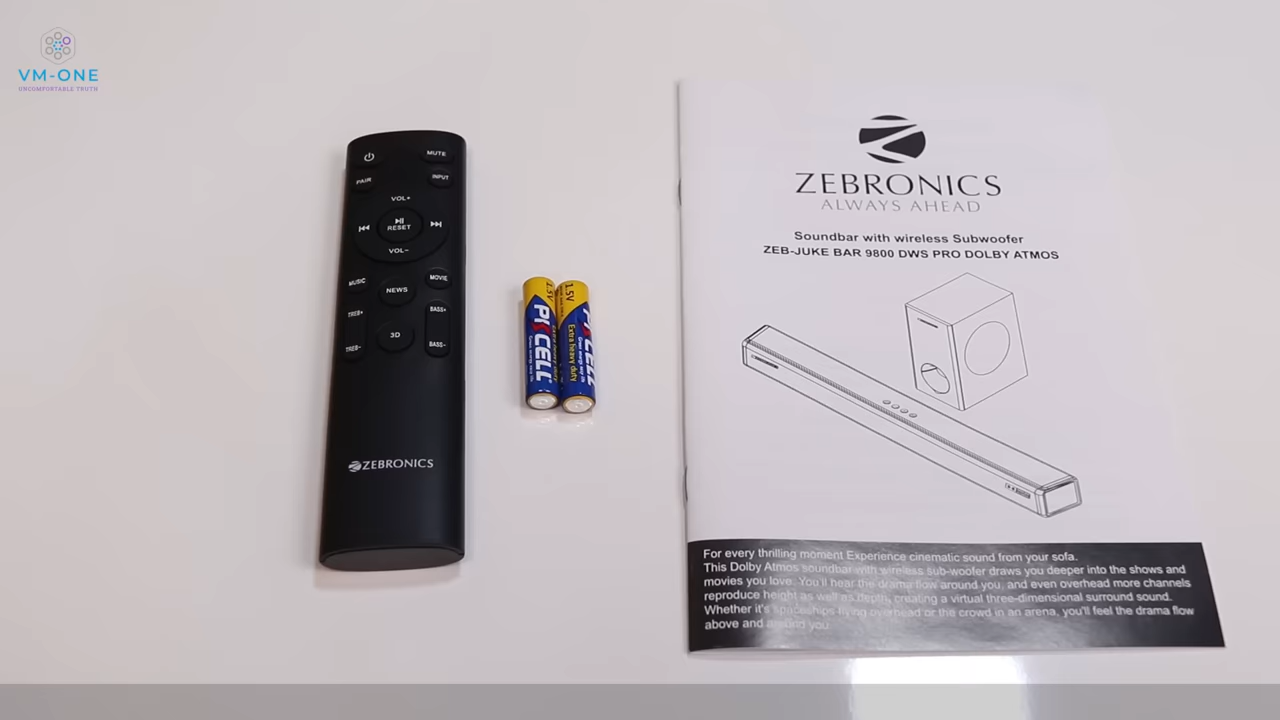 VM-ONE
UNCOMFORTABLE TRUTH
MUTE
PAIR
INPUT
VOL+
RESET
VOL-
MUSIC
NEWS
MOVIE
TREB+
BASS+
3D
TREB-
BASS-
ZEBRONICS
1.5V
1.5V
PKCELL
Extra heavy duty
PKCELL
Extra heavy duty
ZEBRONICS
ALWAYS AHEAD
Soundbar with wireless Subwoofer
ZEB-JUKE BAR 9800 DWS PRO DOLBY ATMOS
For every thrilling moment Experience cinematic sound from your sofa.
This Dolby Atmos soundbar with wireless sub-woofer draws you deeper into the shows and
movies you love. You'll hear the drama flow around you, and even overhead more channels
reproduce height as well as depth, creating a virtual three-dimensional surround sound.
Whether it's spaceships flying overhead or the crowd in an arena, you'll feel the drama flow
above and around you.